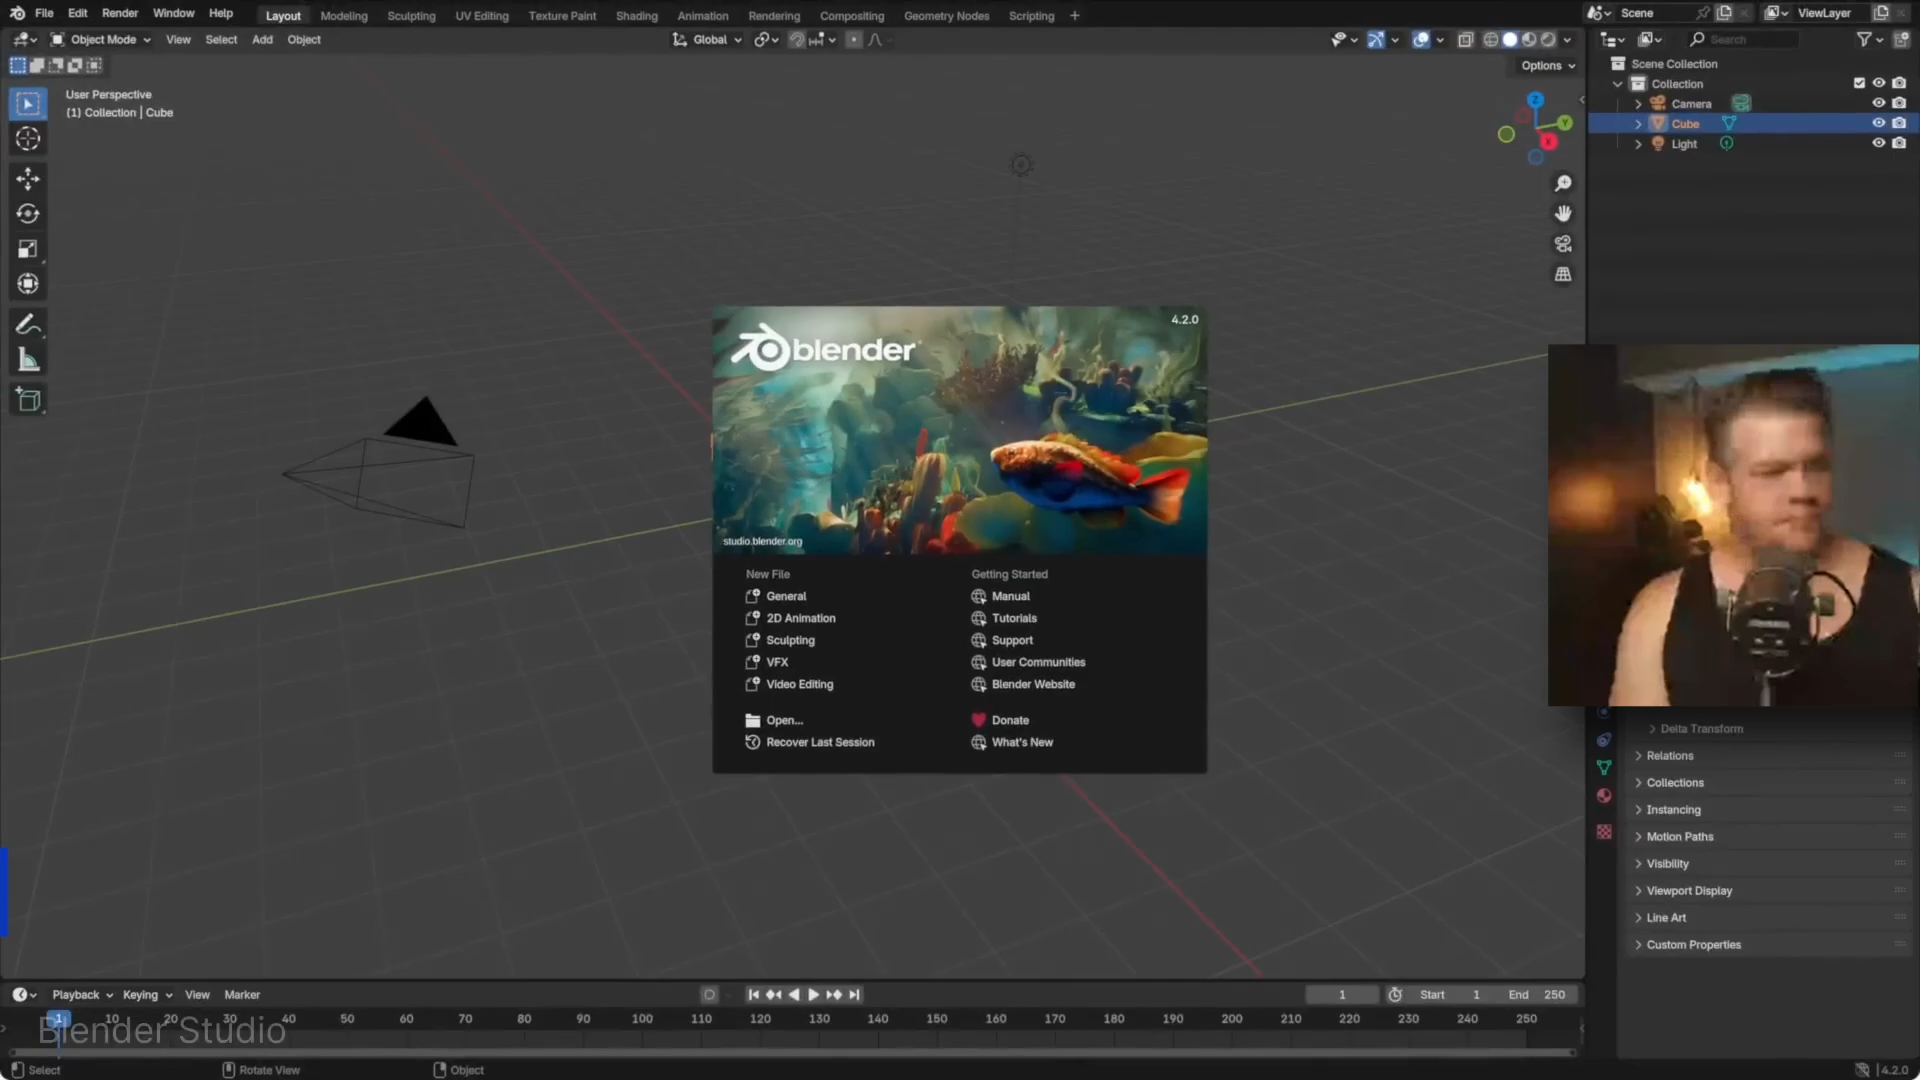 File Edit Render Window Help Layout Modeling Sculpting UV Editing Texture Paint Shading Animation Rendering Compositing Geometry Nodes Scripting + Scene ViewLayer
Object Mode View Select Add Object Global Search
Options
User Perspective
(1) Collection | Cube
Z
Y
X
Scene Collection
Collection
Camera
Cube
Light
4.2.0
blender
studio.blender.org
New File
General
2D Animation
Sculpting
VFX
Video Editing
Open...
Recover Last Session
Getting Started
Manual
Tutorials
Support
User Communities
Blender Website
Donate
What's New
Delta Transform
Relations
Collections
Instancing
Motion Paths
Visibility
Viewport Display
Line Art
Custom Properties
Playback Keying View Marker 1 Start 1 End 250
1 10 20 30 40 50 60 70 80 90 100 110 120 130 140 150 160 170 180 190 200 210 220 230 240 250
Blender Studio
Select Rotate View Object 4.2.0